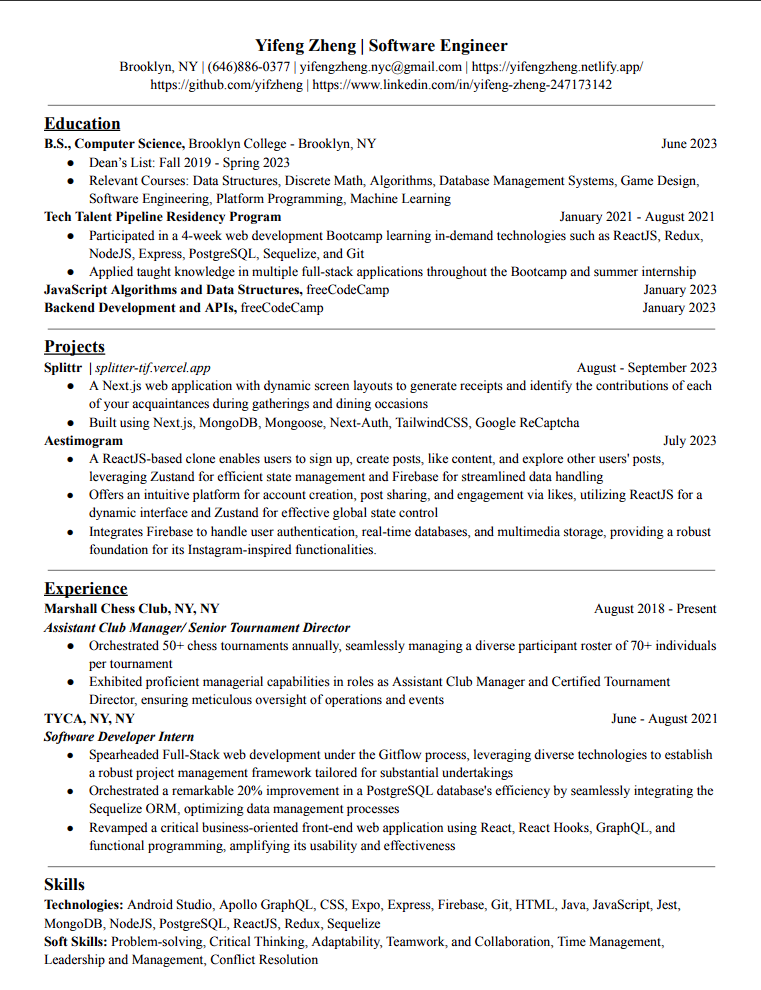 Yifeng Zheng | Software Engineer
Brooklyn, NY | (646)886-0377 | yifengzheng.nyc@gmail.com | https://yifengzheng.netlify.app/
https://github.com/yifzheng | https://www.linkedin.com/in/yifeng-zheng-247173142
Education
B.S., Computer Science, Brooklyn College - Brooklyn, NY June 2023
● Dean's List: Fall 2019 - Spring 2023
● Relevant Courses: Data Structures, Discrete Math, Algorithms, Database Management Systems, Game Design,
Software Engineering, Platform Programming, Machine Learning
Tech Talent Pipeline Residency Program January 2021 - August 2021
● Participated in a 4-week web development Bootcamp learning in-demand technologies such as ReactJS, Redux,
NodeJS, Express, PostgreSQL, Sequelize, and Git
● Applied taught knowledge in multiple full-stack applications throughout the Bootcamp and summer internship
JavaScript Algorithms and Data Structures, freeCodeCamp January 2023
Backend Development and APIs, freeCodeCamp January 2023
Projects
Splittr | splitter-tif.vercel.app August - September 2023
● A Next.js web application with dynamic screen layouts to generate receipts and identify the contributions of each
of your acquaintances during gatherings and dining occasions
● Built using Next.js, MongoDB, Mongoose, Next-Auth, TailwindCSS, Google ReCaptcha
Aestimogram July 2023
● A ReactJS-based clone enables users to sign up, create posts, like content, and explore other users' posts,
leveraging Zustand for efficient state management and Firebase for streamlined data handling
● Offers an intuitive platform for account creation, post sharing, and engagement via likes, utilizing ReactJS for a
dynamic interface and Zustand for effective global state control
● Integrates Firebase to handle user authentication, real-time databases, and multimedia storage, providing a robust
foundation for its Instagram-inspired functionalities.
Experience
Marshall Chess Club, NY, NY August 2018 - Present
Assistant Club Manager/ Senior Tournament Director
● Orchestrated 50+ chess tournaments annually, seamlessly managing a diverse participant roster of 70+ individuals
per tournament
● Exhibited proficient managerial capabilities in roles as Assistant Club Manager and Certified Tournament
Director, ensuring meticulous oversight of operations and events
TYCA, NY, NY June - August 2021
Software Developer Intern
● Spearheaded Full-Stack web development under the Gitflow process, leveraging diverse technologies to establish
a robust project management framework tailored for substantial undertakings
● Orchestrated a remarkable 20% improvement in a PostgreSQL database's efficiency by seamlessly integrating the
Sequelize ORM, optimizing data management processes
● Revamped a critical business-oriented front-end web application using React, React Hooks, GraphQL, and
functional programming, amplifying its usability and effectiveness
Skills
Technologies: Android Studio, Apollo GraphQL, CSS, Expo, Express, Firebase, Git, HTML, Java, JavaScript, Jest,
MongoDB, NodeJS, PostgreSQL, ReactJS, Redux, Sequelize
Soft Skills: Problem-solving, Critical Thinking, Adaptability, Teamwork, and Collaboration, Time Management,
Leadership and Management, Conflict Resolution